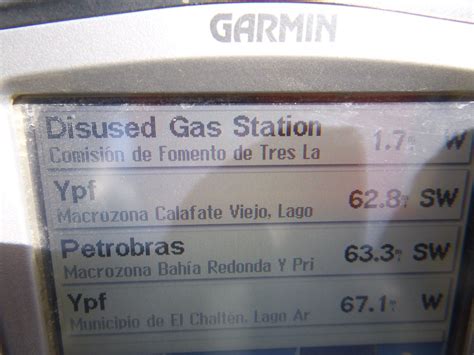 GARMIN
Disused Gas Station 1.7 W
Comisión de Fomento de Tres La
Ypf 62.8 SW
Macrozona Calafate Viejo, Lago
Petrobras 63.3 SW
Macrozona Bahía Redonda Y Pri
Ypf 67.1 W
Municipio de El Chaltén, Lago Ar